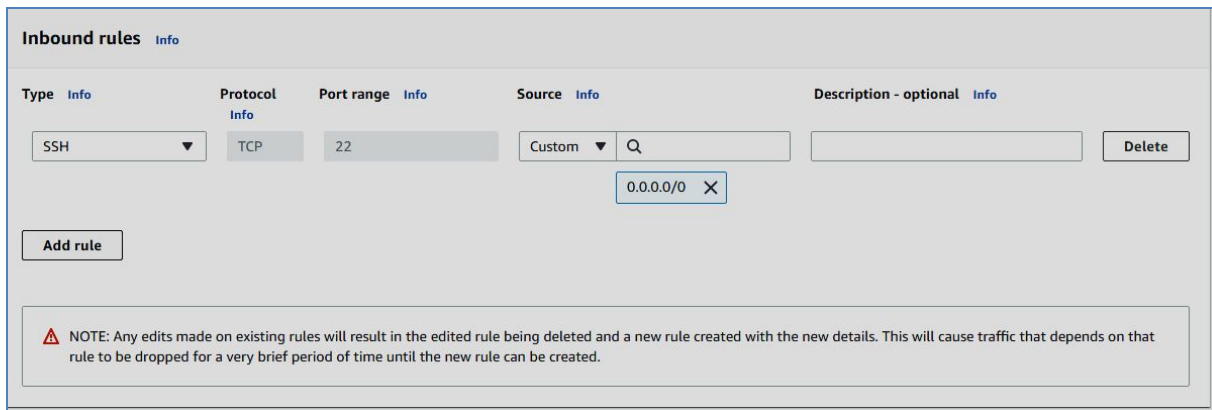 Inbound rules Info
Type Info Protocol Info Port range Info Source Info Description - optional Info
SSH TCP 22 Custom Delete
0.0.0.0/0
Add rule
NOTE: Any edits made on existing rules will result in the edited rule being deleted and a new rule created with the new details. This will cause traffic that depends on that
rule to be dropped for a very brief period of time until the new rule can be created.